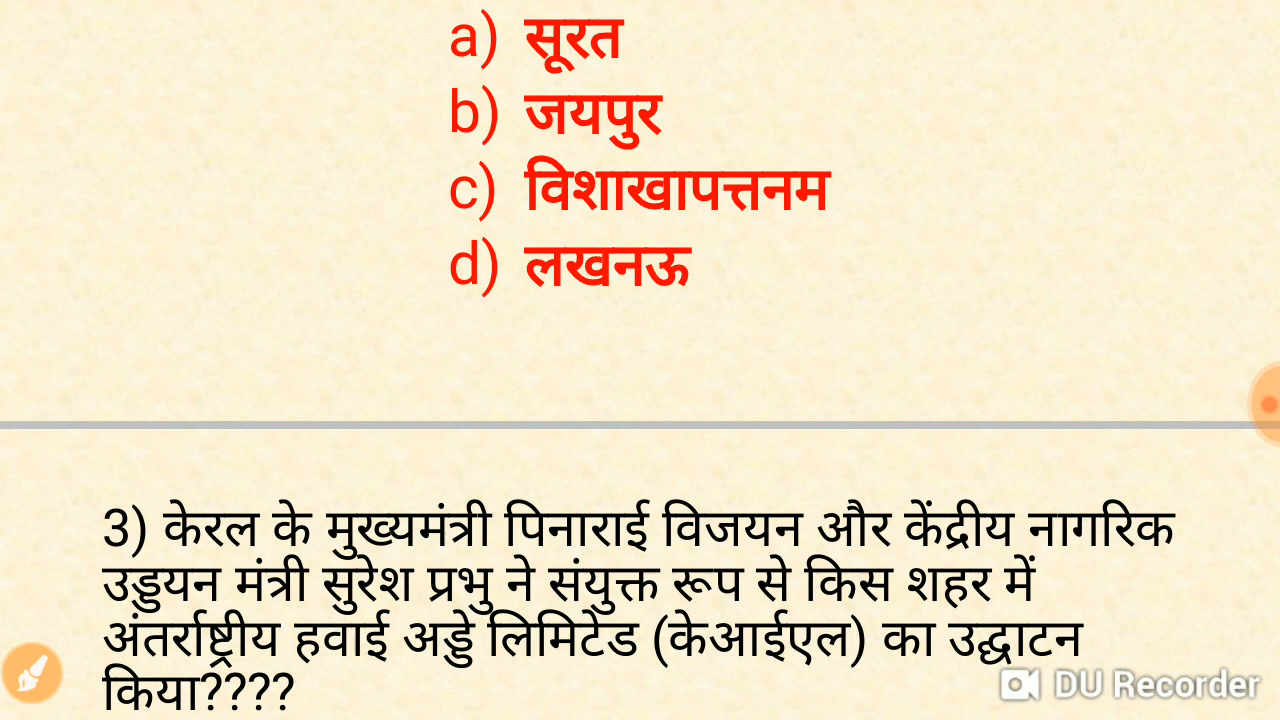 a) सूरत
b) जयपुर
c) विशाखापत्तनम
d) लखनऊ
3) केरल के मुख्यमंत्री पिनाराई विजयन और केंद्रीय नागरिक
उड्डयन मंत्री सुरेश प्रभु ने संयुक्त रूप से किस शहर में
अंतर्राष्ट्रीय हवाई अड्डे लिमिटेड (केआईएल) का उद्घाटन
किया????
DU Recorder